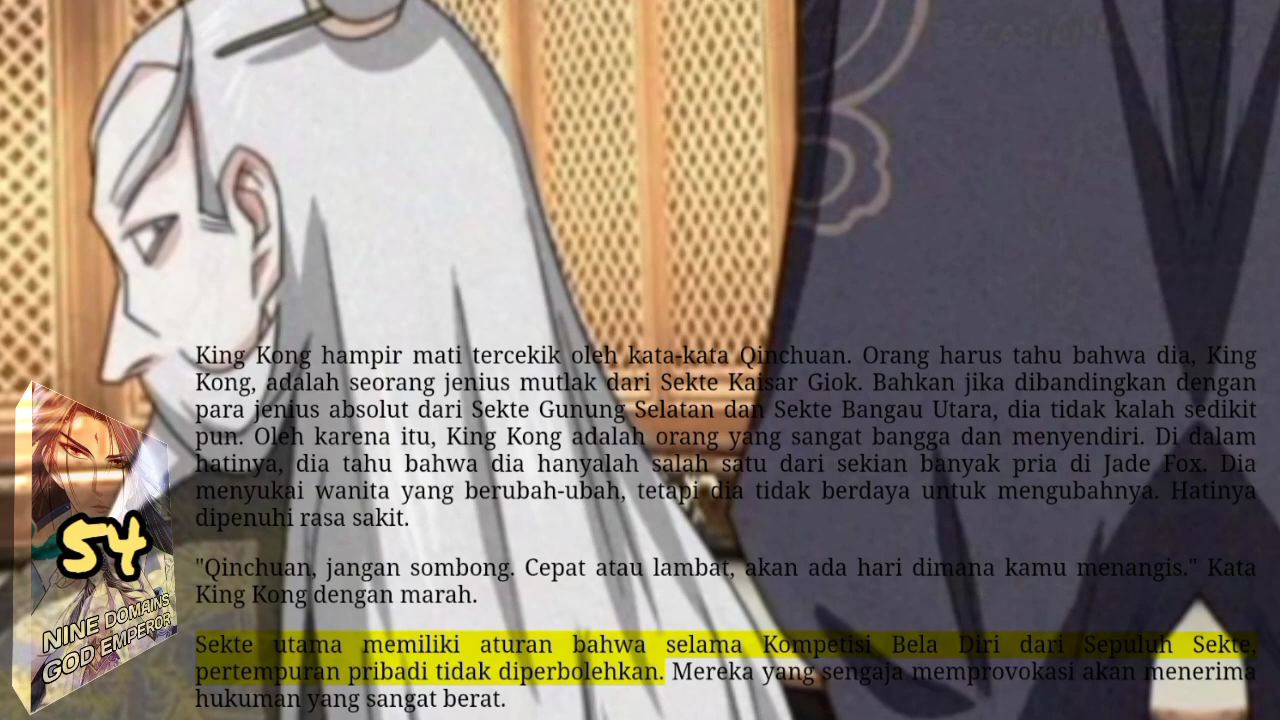 King Kong hampir mati tercekik oleh kata-kata Qinchuan. Orang harus tahu bahwa dia, King
Kong, adalah seorang jenius mutlak dari Sekte Kaisar Giok. Bahkan jika dibandingkan dengan
para jenius absolut dari Sekte Gunung Selatan dan Sekte Bangau Utara, dia tidak kalah sedikit
pun. Oleh karena itu, King Kong adalah orang yang sangat bangga dan menyendiri. Di dalam
hatinya, dia tahu bahwa dia hanyalah salah satu dari sekian banyak pria di Jade Fox. Dia
menyukai wanita yang berubah-ubah, tetapi dia tidak berdaya untuk mengubahnya. Hatinya
dipenuhi rasa sakit.
"Qinchuan, jangan sombong. Cepat atau lambat, akan ada hari dimana kamu menangis." Kata
King Kong dengan marah.
Sekte utama memiliki aturan bahwa selama Kompetisi Bela Diri dari Sepuluh Sekte,
pertempuran pribadi tidak diperbolehkan. Mereka yang sengaja memprovokasi akan menerima
hukuman yang sangat berat.
54
NINE DOMAINS
GOD EMPEROR